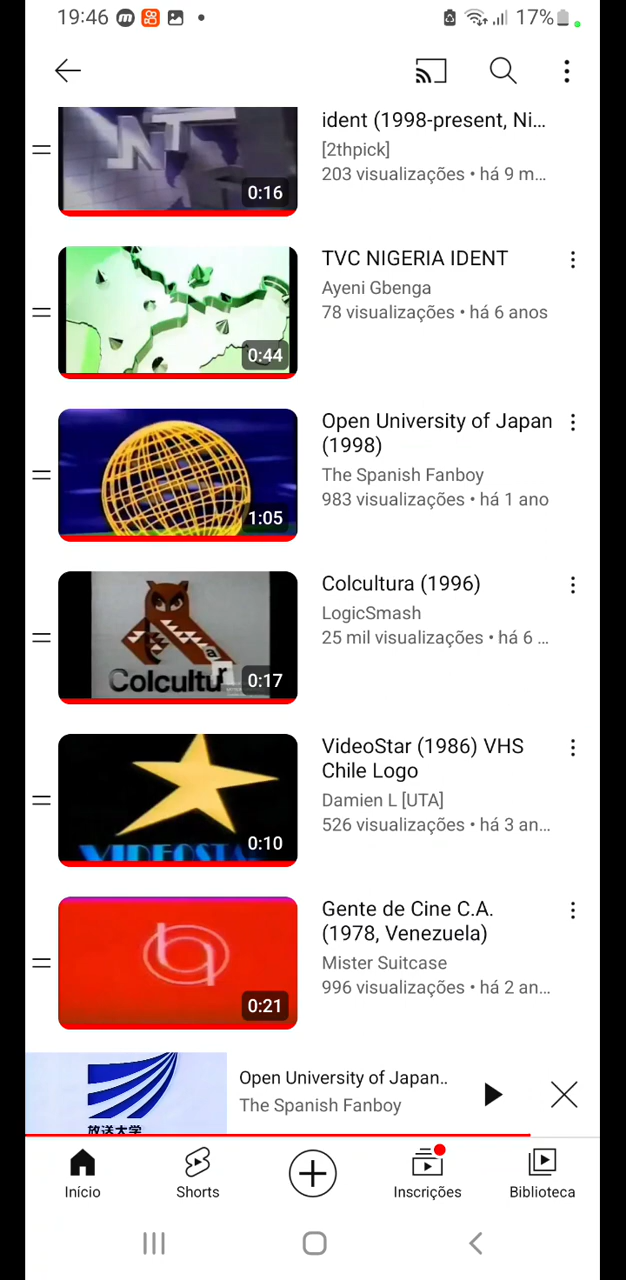 19:46
17%
ident (1998-present, Ni...
[2thpick]
203 visualizações • há 9 m...
0:16
TVC NIGERIA IDENT
Ayeni Gbenga
78 visualizações • há 6 anos
0:44
Open University of Japan
(1998)
The Spanish Fanboy
983 visualizações • há 1 ano
1:05
Colcultura (1996)
LogicSmash
25 mil visualizações • há 6 ...
Colcultur
0:17
VideoStar (1986) VHS
Chile Logo
Damien L [UTA]
526 visualizações • há 3 an...
0:10
VIDEOSTA
Gente de Cine C.A.
(1978, Venezuela)
Mister Suitcase
996 visualizações • há 2 an...
0:21
Open University of Japan..
The Spanish Fanboy
放送大学
Início
Shorts
Inscrições
Biblioteca